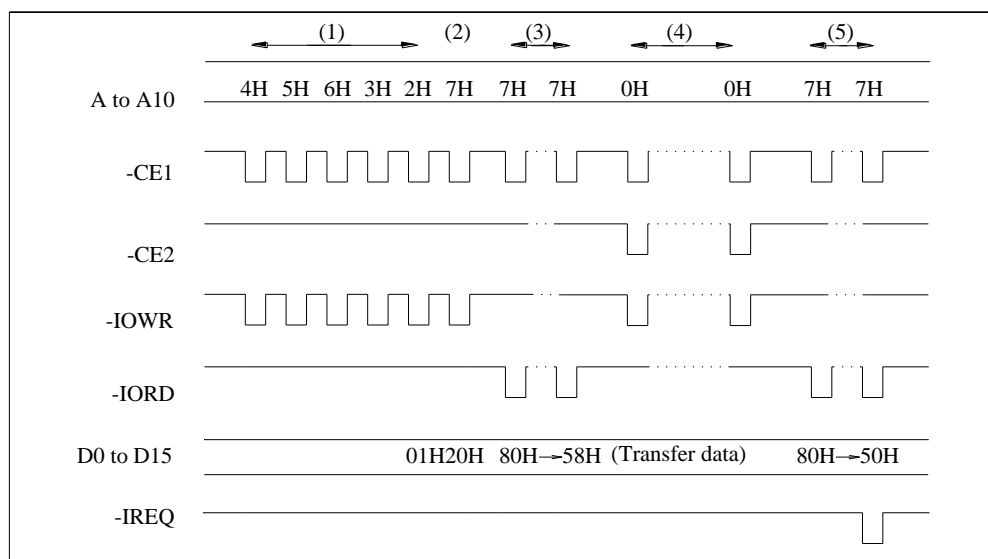 (1) (2) (3) (4) (5)
A to A10 4H 5H 6H 3H 2H 7H 7H 7H 0H 0H 7H 7H
-CE1
-CE2
-IOWR
-IORD
D0 to D15 01H20H 80H→58H (Transfer data) 80H→50H
-IREQ